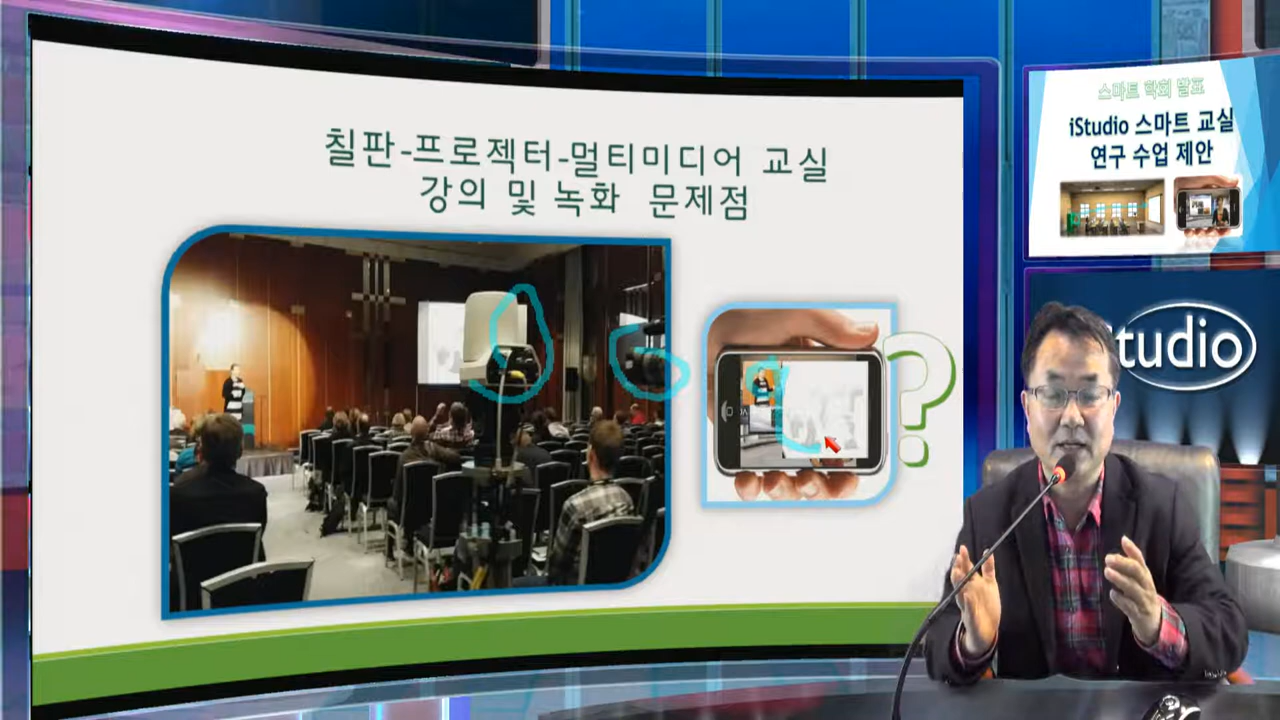 칠판-프로젝터-멀티미디어 교실
강의 및 녹화 문제점
?
스마트 학회 발표
iStudio 스마트 교실
연구 수업 제안
tudio